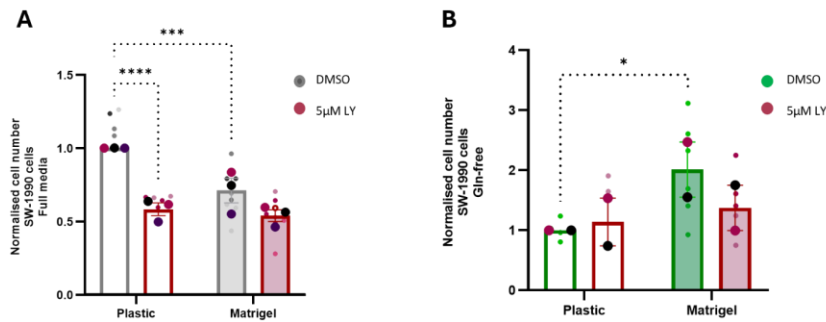 A
***
****
1.5
1.0
0.5
0.0
Normalised cell number
SW-1990 cells
Full media
Plastic
Matrigel
DMSO
5µM LY
B
*
4
3
2
1
0
Normalised cell number
SW-1990 cells
Gln-free
Plastic
Matrigel
DMSO
5µM LY